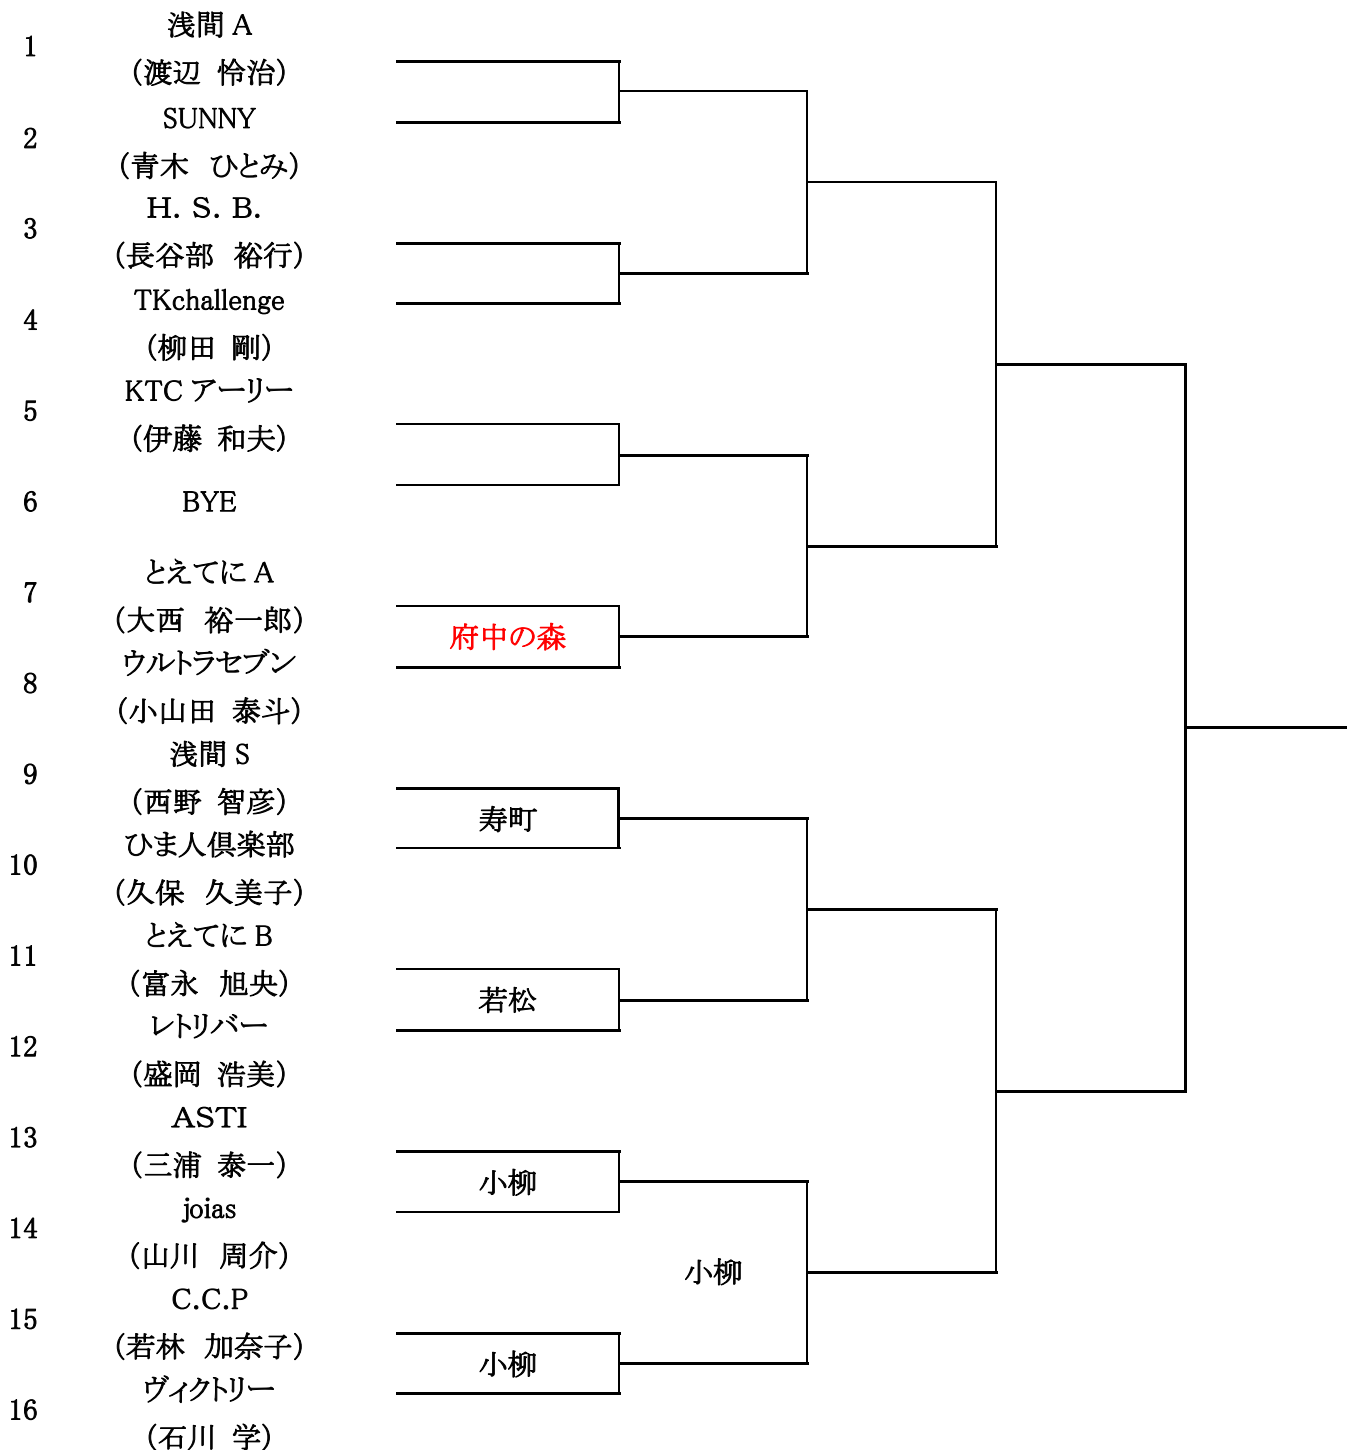 1
浅間 A
（渡辺 怜治）
2
SUNNY
（青木 ひとみ）
3
H. S. B.
（長谷部 裕行）
4
TKchallenge
（柳田 剛）
5
KTC アーリー
（伊藤 和夫）
6
BYE
7
とえてに A
（大西 裕一郎）
府中の森
8
ウルトラセブン
（小山田 泰斗）
9
浅間 S
（西野 智彦）
寿町
10
ひま人倶楽部
（久保 久美子）
11
とえてに B
（富永 旭央）
若松
12
レトリバー
（盛岡 浩美）
13
ASTI
（三浦 泰一）
小柳
14
joias
（山川 周介）
小柳
15
C.C.P
（若林 加奈子）
小柳
16
ヴィクトリー
（石川 学）